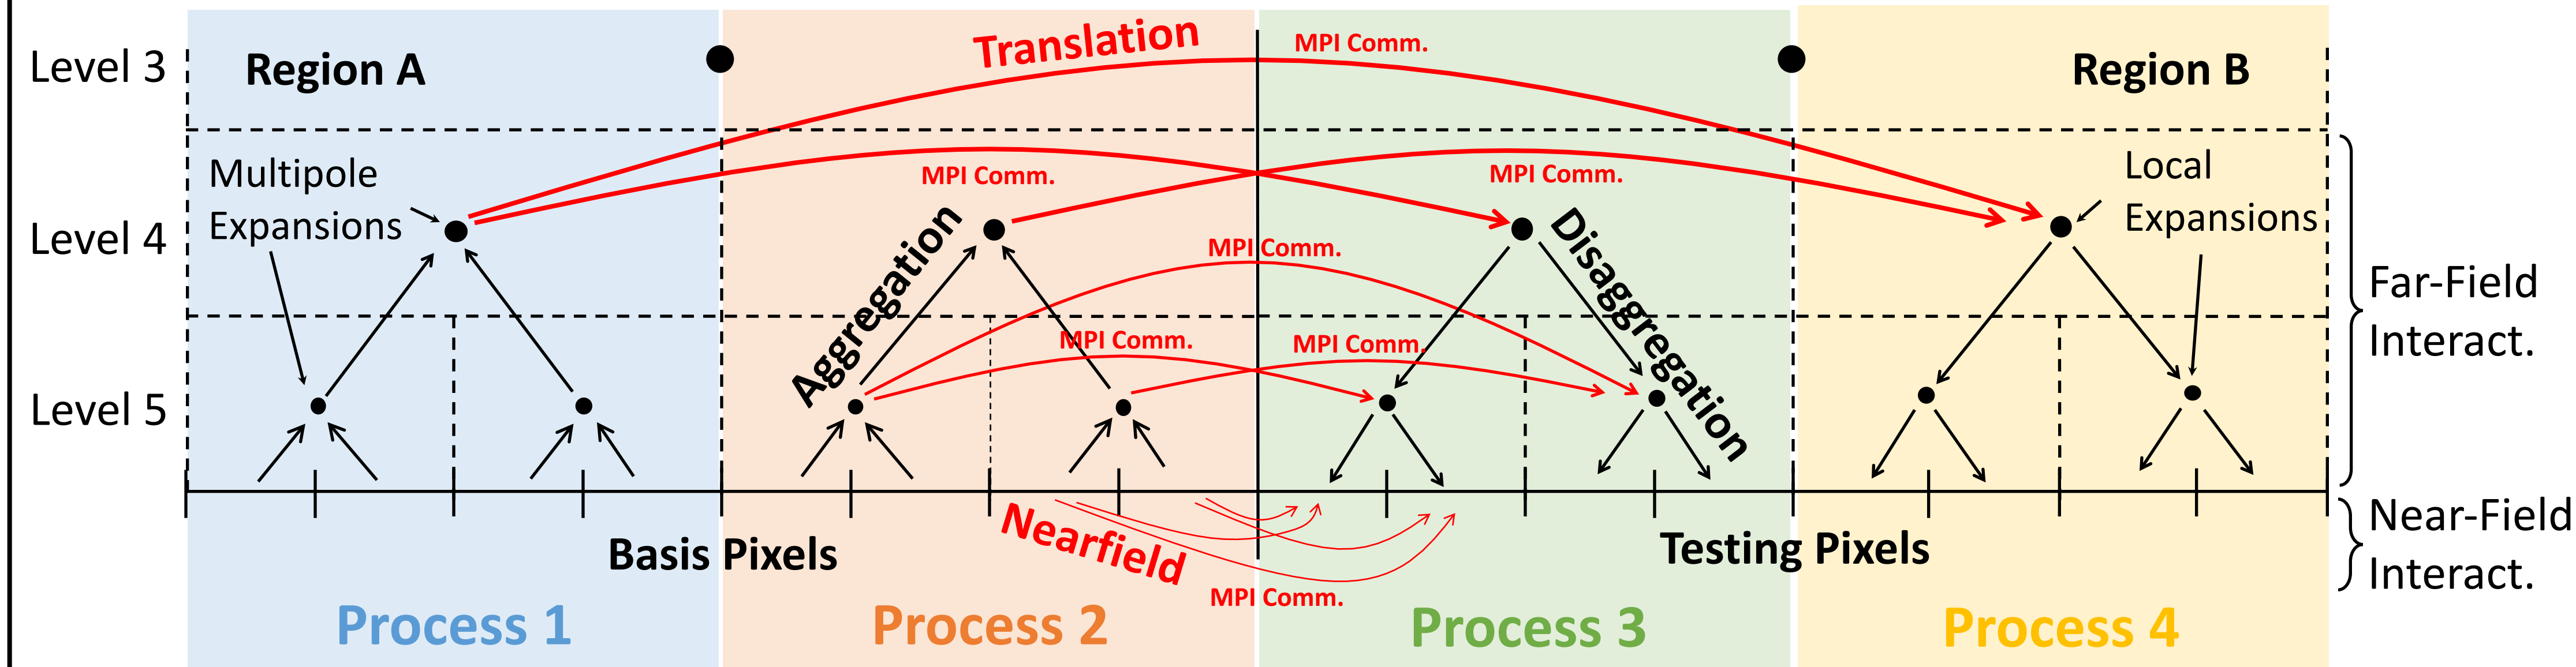 Level 3
Region A
Translation
MPI Comm.
Region B
Multipole
Expansions
MPI Comm.
MPI Comm.
Local
Expansions
Level 4
Aggregation
MPI Comm.
Disaggregation
Far-Field
Interact.
MPI Comm.
MPI Comm.
Level 5
Nearfield
Near-Field
Interact.
Basis Pixels
Testing Pixels
MPI Comm.
Process 1
Process 2
Process 3
Process 4